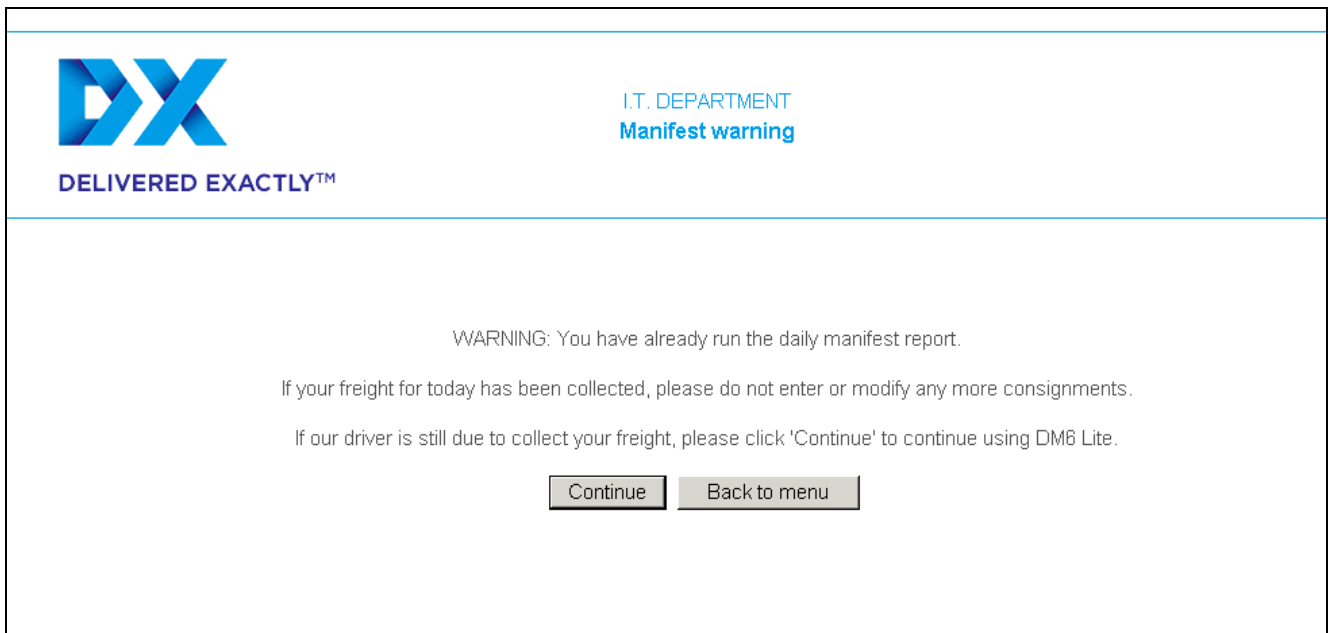 DX
DELIVERED EXACTLY™
I.T. DEPARTMENT
Manifest warning
WARNING: You have already run the daily manifest report.
If your freight for today has been collected, please do not enter or modify any more consignments.
If our driver is still due to collect your freight, please click 'Continue' to continue using DM6 Lite.
Continue Back to menu